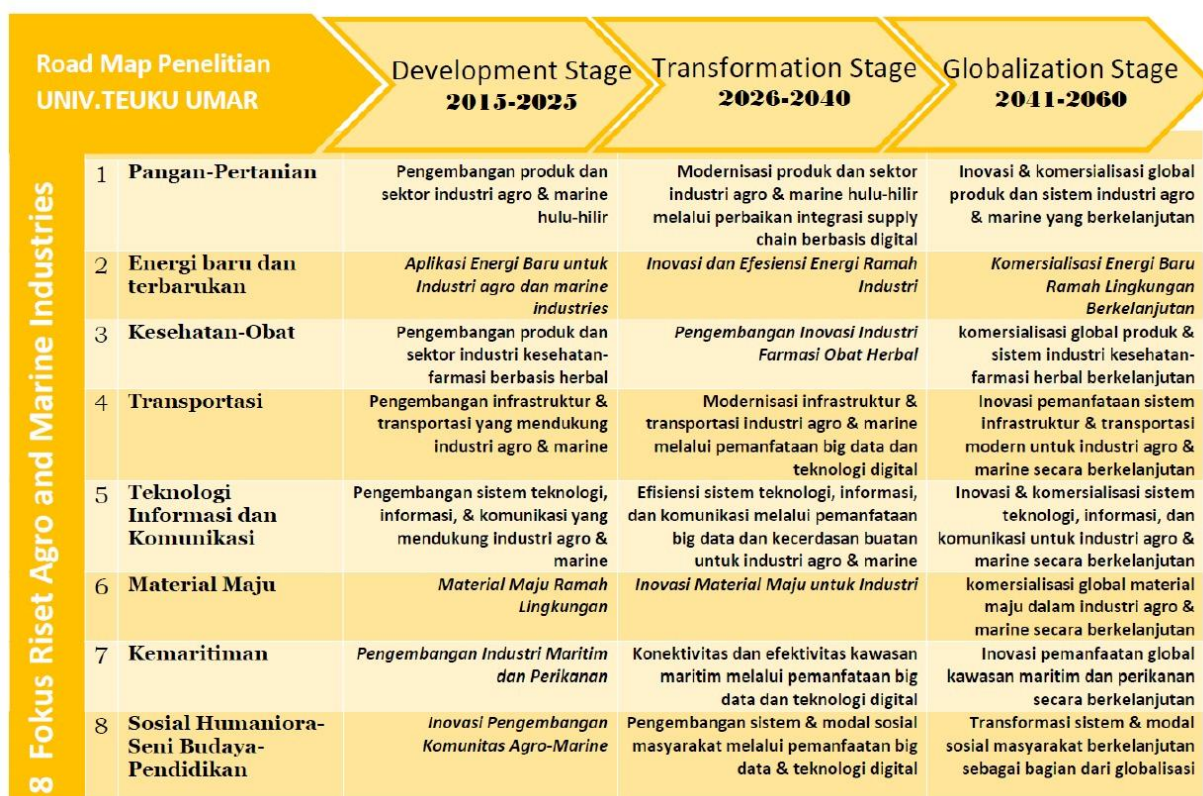 Road Map Penelitian
UNIV.TEUKU UMAR
Development Stage
2015-2025
Transformation Stage
2026-2040
Globalization Stage
2041-2060
8 Fokus Riset Agro and Marine Industries
1 Pangan-Pertanian
Pengembangan produk dan
sektor industri agro & marine
hulu-hilir
Modernisasi produk dan sektor
industri agro & marine hulu-hilir
melalui perbaikan integrasi supply
chain berbasis digital
Inovasi & komersialisasi global
produk dan sistem industri agro
& marine yang berkelanjutan
2 Energi baru dan
terbarukan
Aplikasi Energi Baru untuk
Industri agro dan marine
industries
Inovasi dan Efesiensi Energi Ramah
Industri
Komersialisasi Energi Baru
Ramah Lingkungan
Berkelanjutan
3 Kesehatan-Obat
Pengembangan produk dan
sektor industri kesehatan-
farmasi berbasis herbal
Pengembangan Inovasi Industri
Farmasi Obat Herbal
komersialisasi global produk &
sistem industri kesehatan-
farmasi herbal berkelanjutan
4 Transportasi
Pengembangan infrastruktur &
transportasi yang mendukung
industri agro & marine
Modernisasi infrastruktur &
transportasi industri agro & marine
melalui pemanfataan big data dan
teknologi digital
Inovasi pemanfataan sistem
infrastruktur & transportasi
modern untuk industri agro &
marine secara berkelanjutan
5 Teknologi
Informasi dan
Komunikasi
Pengembangan sistem teknologi,
informasi, & komunikasi yang
mendukung industri agro &
marine
Efisiensi sistem teknologi, informasi,
dan komunikasi melalui pemanfataan
big data dan kecerdasan buatan
untuk industri agro & marine
Inovasi & komersialisasi sistem
teknologi, informasi, dan
komunikasi untuk industri agro &
marine secara berkelanjutan
6 Material Maju
Material Maju Ramah
Lingkungan
Inovasi Material Maju untuk Industri
komersialisasi global material
maju dalam industri agro &
marine secara berkelanjutan
7 Kemaritiman
Pengembangan Industri Maritim
dan Perikanan
Konektivitas dan efektivitas kawasan
maritim melalui pemanfataan big
data dan teknologi digital
Inovasi pemanfaatan global
kawasan maritim dan perikanan
secara berkelanjutan
8 Sosial Humaniora-
Seni Budaya-
Pendidikan
Inovasi Pengembangan
Komunitas Agro-Marine
Pengembangan sistem & modal sosial
masyarakat melalui pemanfaatan big
data & teknologi digital
Transformasi sistem & modal
sosial masyarakat berkelanjutan
sebagai bagian dari globalisasi